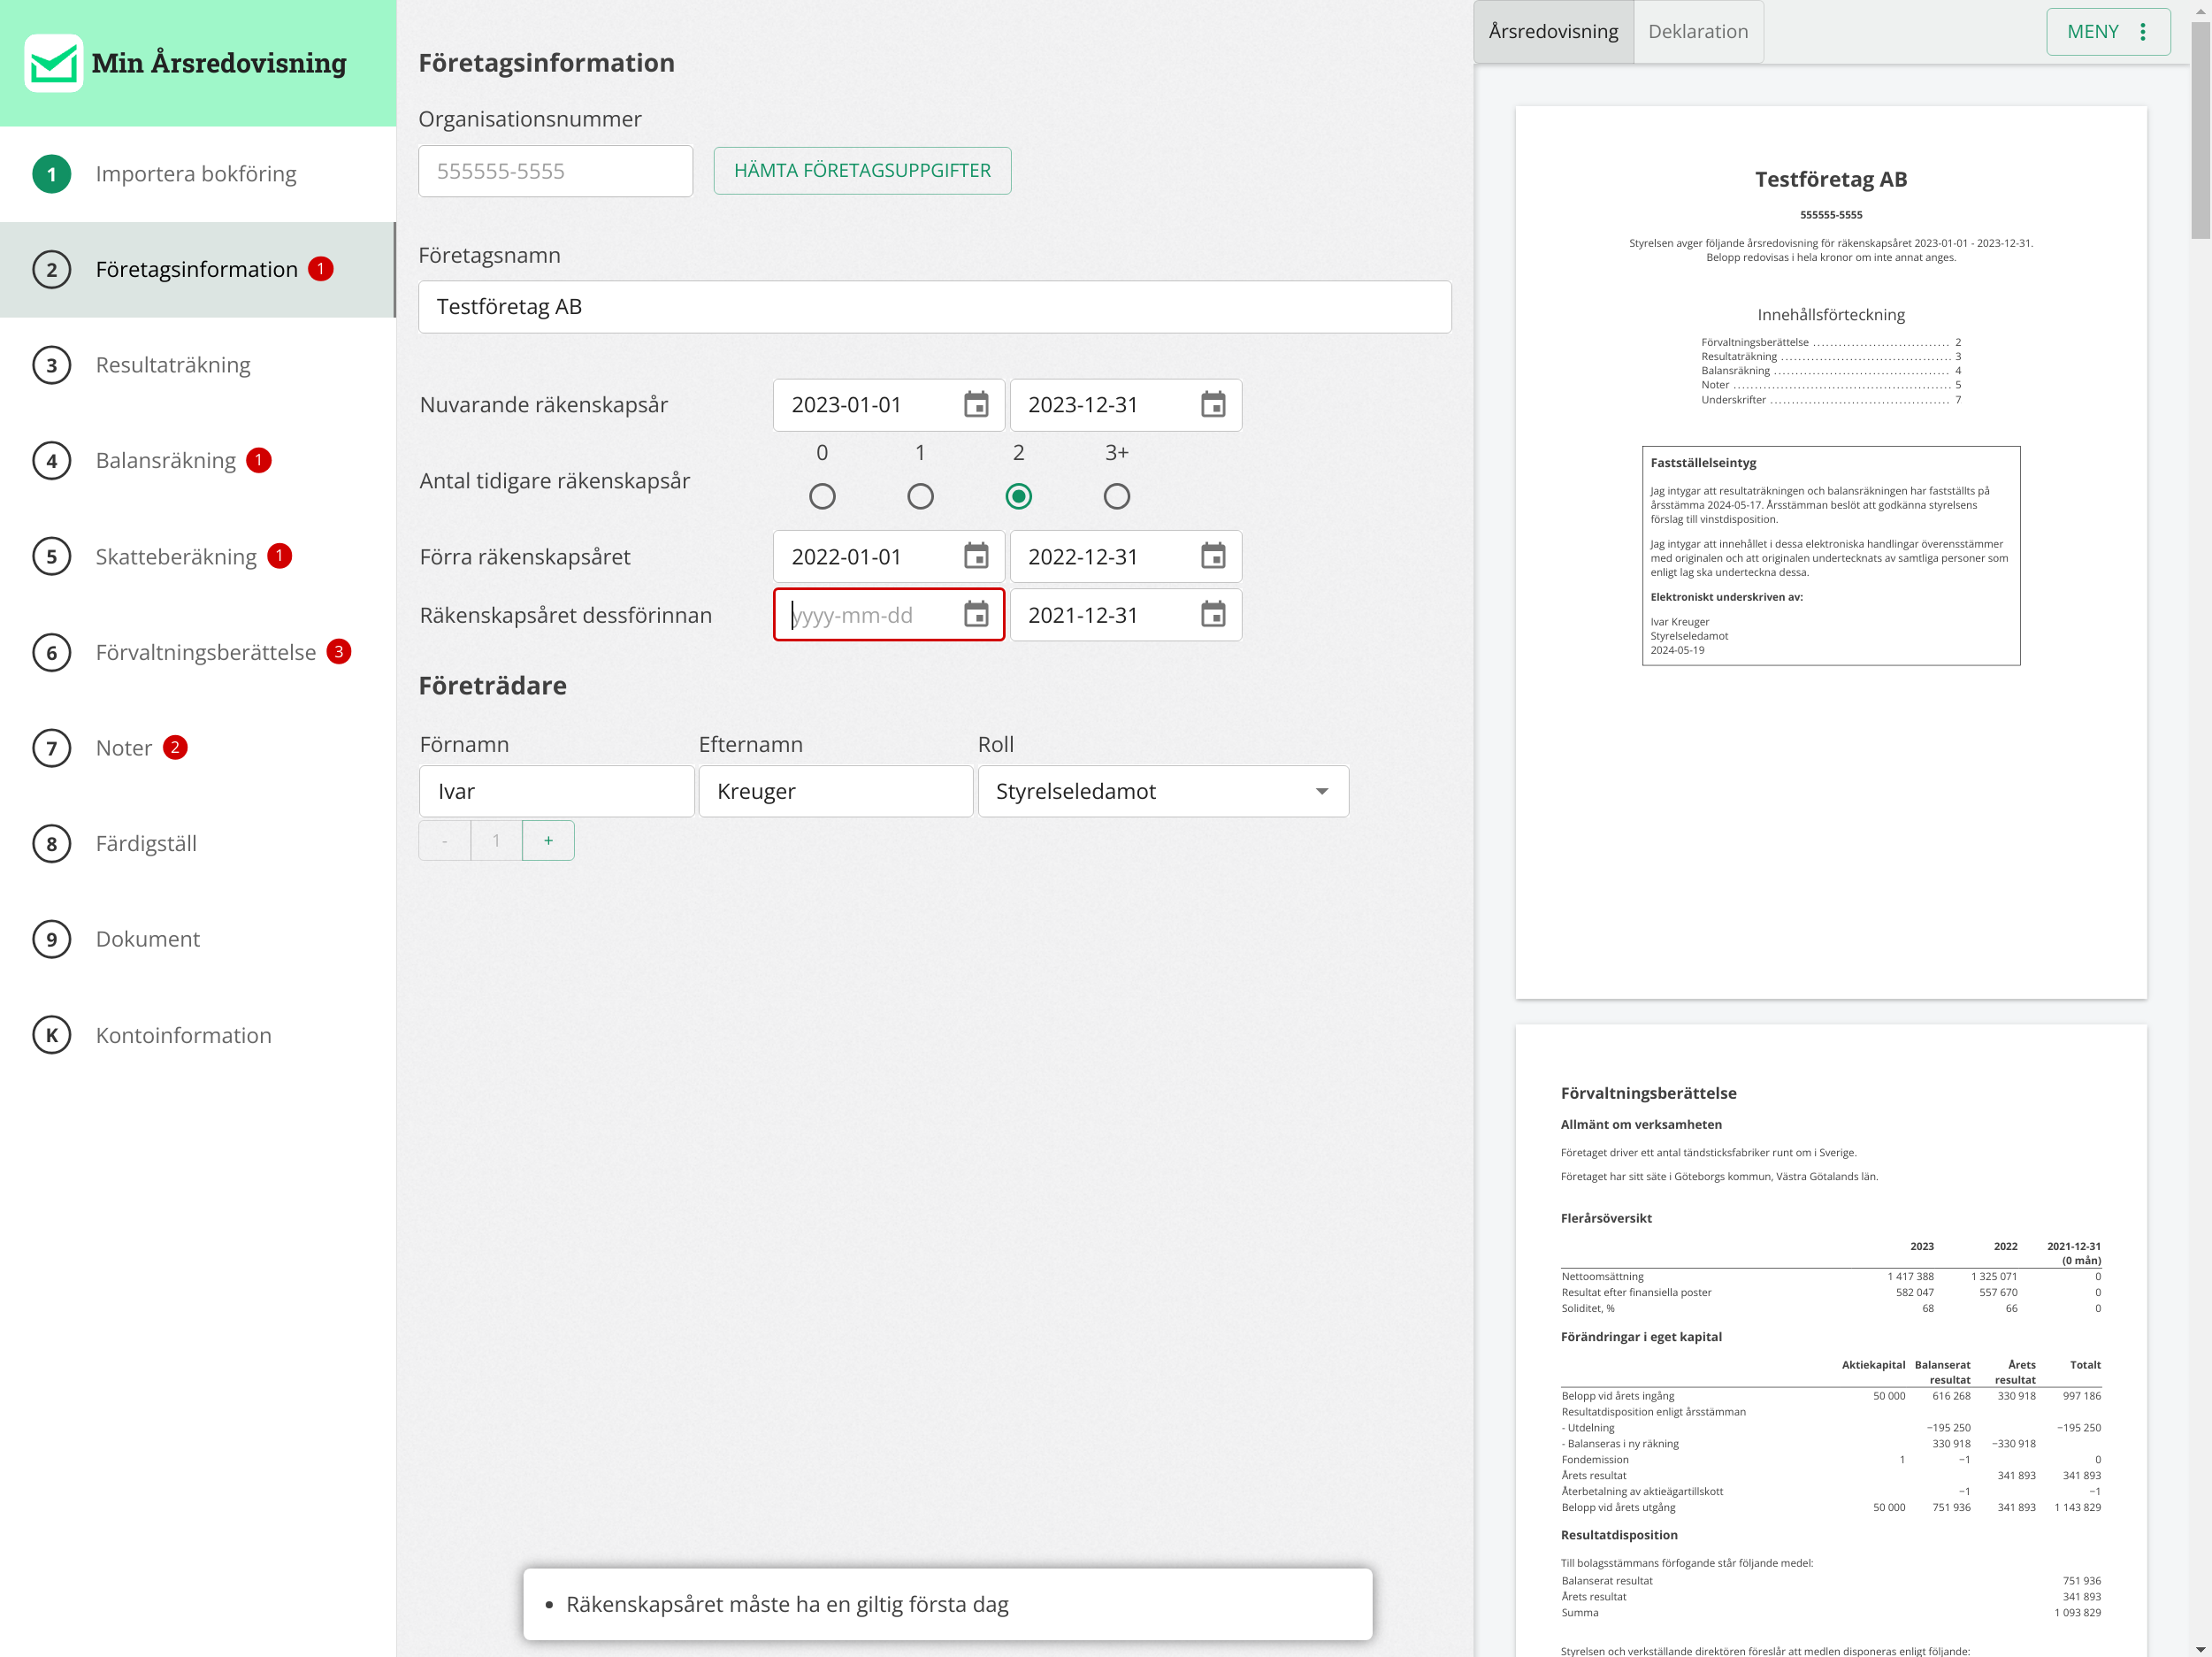 Min Årsredovisning
1 Importera bokföring
2 Företagsinformation 1
3 Resultaträkning
4 Balansräkning 1
5 Skatteberäkning 1
6 Förvaltningsberättelse 3
7 Noter 2
8 Färdigställ
9 Dokument
K Kontoinformation
Företagsinformation
Organisationsnummer
555555-5555 HÄMTA FÖRETAGSUPPGIFTER
Företagsnamn
Testföretag AB
Nuvarande räkenskapsår 2023-01-01 2023-12-31
0 1 2 3+
Antal tidigare räkenskapsår
Förra räkenskapsåret 2022-01-01 2022-12-31
Räkenskapsåret dessförinnan yyyy-mm-dd 2021-12-31
Företrädare
Förnamn Efternamn Roll
Ivar Kreuger Styrelseledamot
- 1 +
• Räkenskapsåret måste ha en giltig första dag
Årsredovisning Deklaration MENY
Testföretag AB
555555-5555
Styrelsen avger följande årsredovisning för räkenskapsåret 2023-01-01 - 2023-12-31.
Belopp redovisas i hela kronor om inte annat anges.
Innehållsförteckning
Förvaltningsberättelse ................................ 2
Resultaträkning ........................................ 3
Balansräkning ......................................... 4
Noter ................................................... 5
Underskrifter .......................................... 7
Fastställelseintyg
Jag intygar att resultaträkningen och balansräkningen har fastställts på
årsstämma 2024-05-17. Årsstämman beslöt att godkänna styrelsens
förslag till vinstdisposition.
Jag intygar att innehållet i dessa elektroniska handlingar överensstämmer
med originalen och att originalen undertecknats av samtliga personer som
enligt lag ska underteckna dessa.
Elektroniskt underskriven av:
Ivar Kreuger
Styrelseledamot
2024-05-19
Förvaltningsberättelse
Allmänt om verksamheten
Företaget driver ett antal tändsticksfabriker runt om i Sverige.
Företaget har sitt säte i Göteborgs kommun, Västra Götalands län.
Flerårsöversikt
2023 2022 2021-12-31
(0 mån)
Nettoomsättning 1 417 388 1 325 071 0
Resultat efter finansiella poster 582 047 557 670 0
Soliditet, % 68 66 0
Förändringar i eget kapital
Aktiekapital Balanserat Årets Totalt
resultat resultat
Belopp vid årets ingång 50 000 616 268 330 918 997 186
Resultatdisposition enligt årsstämman
- Utdelning −195 250 −195 250
- Balanseras i ny räkning 330 918 −330 918
Fondemission 1 −1 0
Årets resultat 341 893 341 893
Återbetalning av aktieägartillskott −1 −1
Belopp vid årets utgång 50 000 751 936 341 893 1 143 829
Resultatdisposition
Till bolagsstämmans förfogande står följande medel:
Balanserat resultat 751 936
Årets resultat 341 893
Summa 1 093 829
Styrelsen och verkställande direktören föreslår att medlen disponeras enligt följande: